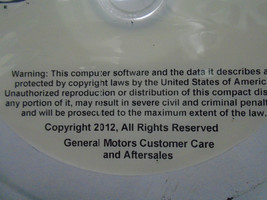 Warning: This computer software and the data it describes a
protected by copyright laws by the United States of Americ
Unauthorized reproduction or distribution of this compact dis
any portion of it, may result in severe civil and criminal penalt
and will be prosecuted to the maximum extent of the law.
Copyright 2012, All Rights Reserved
General Motors Customer Care
and Aftersales